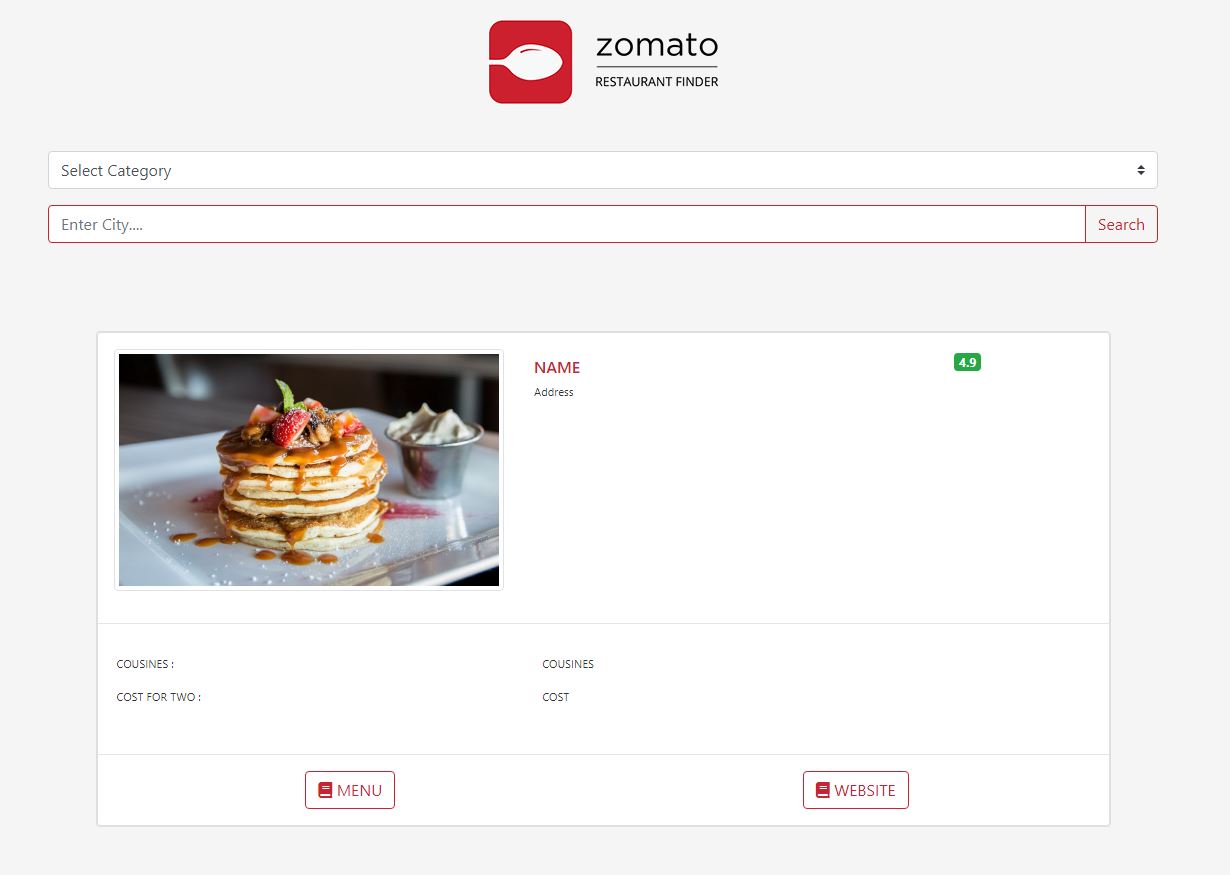 zomato
RESTAURANT FINDER
Select Category
Enter City....
Search
NAME
4.9
Address
COUSINES :
COUSINES
COST FOR TWO :
COST
MENU
WEBSITE